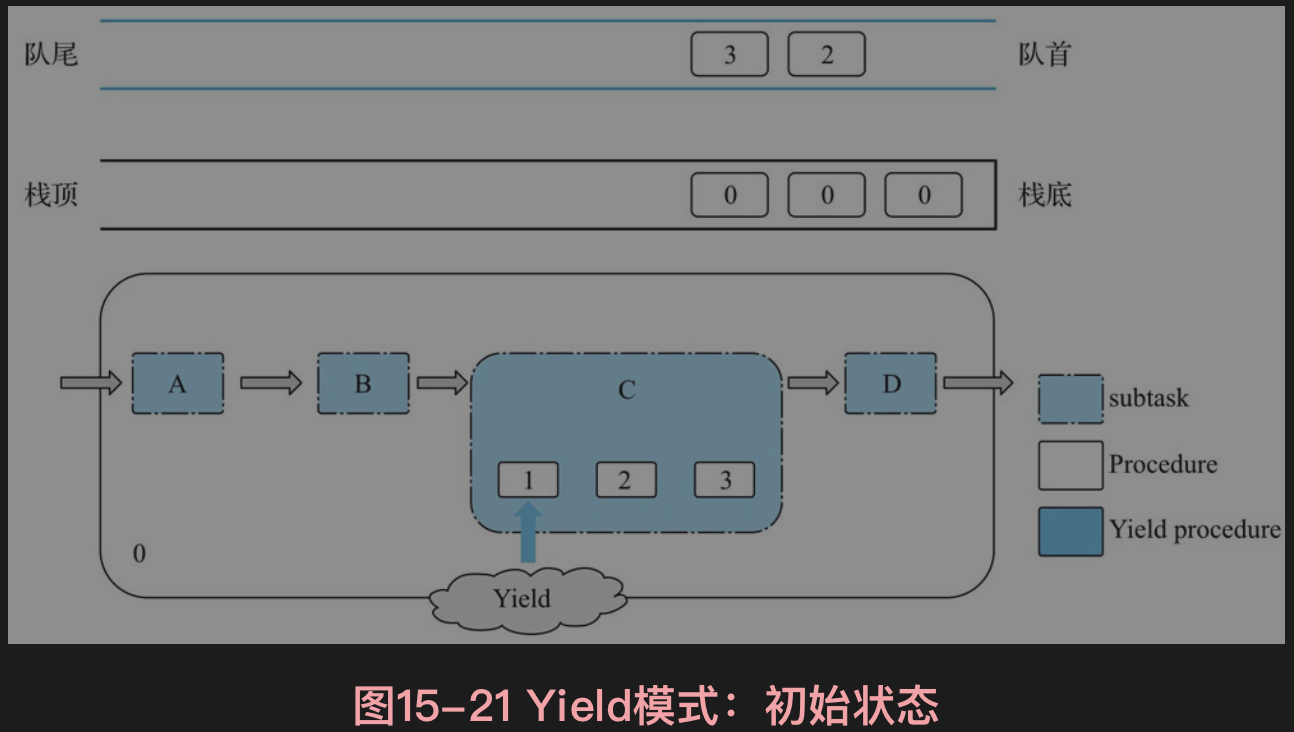 队尾 3 2 队首
栈顶 0 0 0 栈底
A B C D
subtask
Procedure
1 2 3
Yield procedure
0
Yield
图15-21 Yield模式：初始状态